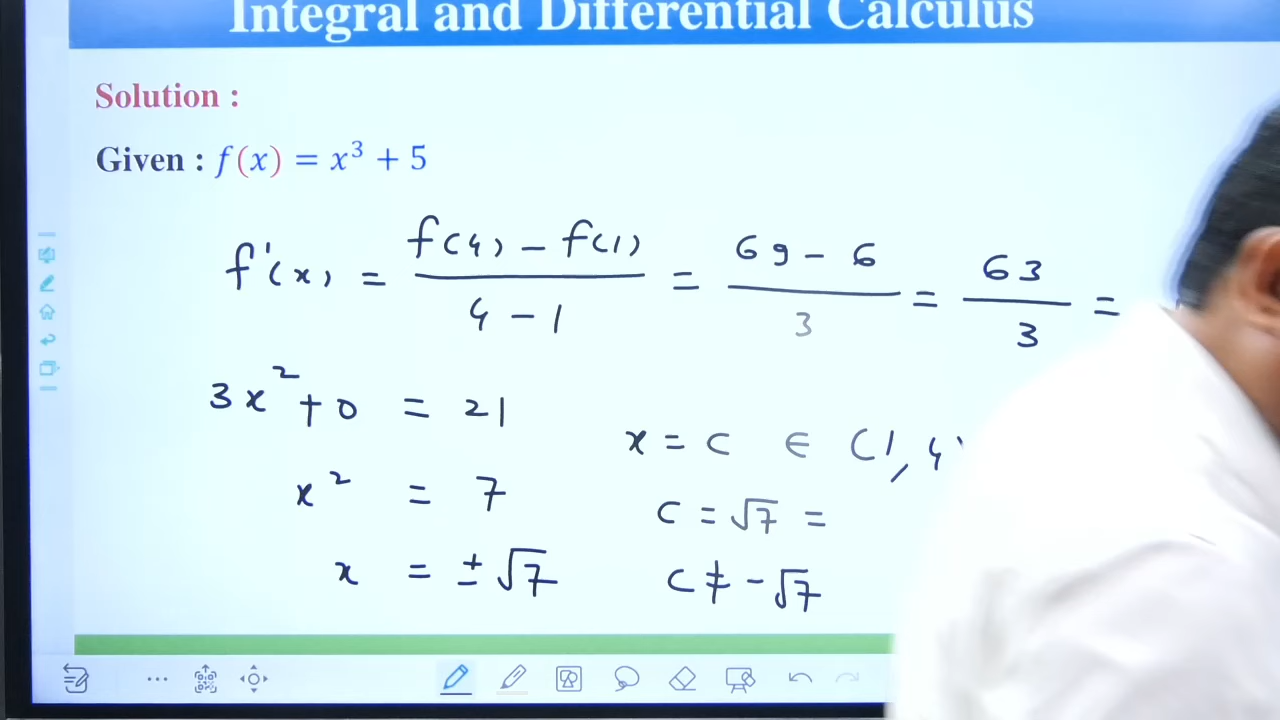 Integral and Differential Calculus
Solution :
Given : f(x) = x³ + 5
f'(x) = f(4) - f(1) / 4 - 1 = 69 - 6 / 3 = 63 / 3 =
3x² + 0 = 21
x = c ∈ (1, 4)
x² = 7
c = √7 =
x = ±√7
c ≠ -√7